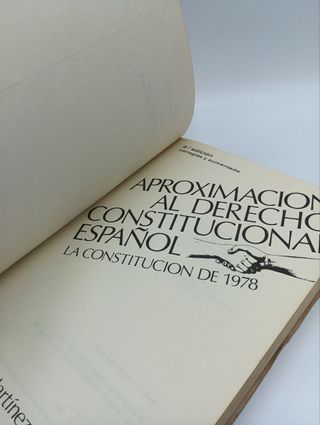 2.ª edición
corregida y aumentada
APROXIMACION
AL DERECHO
CONSTITUCIONAL
ESPAÑOL
LA CONSTITUCION DE 1978